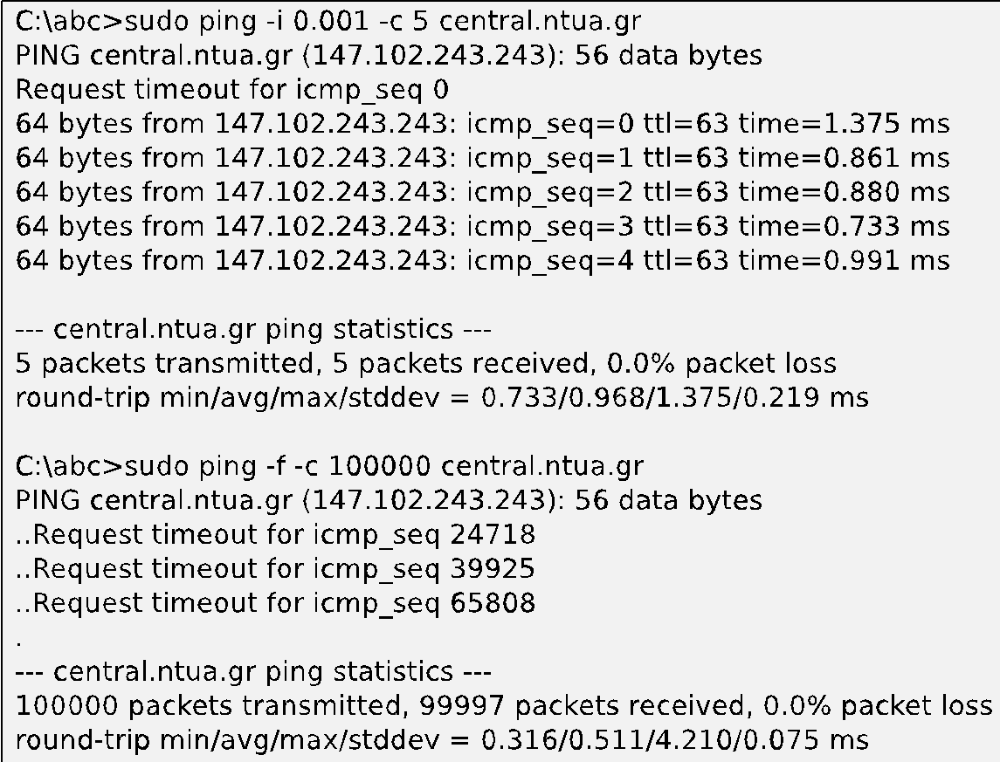 C:\abc>sudo ping -i 0.001 -c 5 central.ntua.gr
PING central.ntua.gr (147.102.243.243): 56 data bytes
Request timeout for icmp_seq 0
64 bytes from 147.102.243.243: icmp_seq=0 ttl=63 time=1.375 ms
64 bytes from 147.102.243.243: icmp_seq=1 ttl=63 time=0.861 ms
64 bytes from 147.102.243.243: icmp_seq=2 ttl=63 time=0.880 ms
64 bytes from 147.102.243.243: icmp_seq=3 ttl=63 time=0.733 ms
64 bytes from 147.102.243.243: icmp_seq=4 ttl=63 time=0.991 ms

--- central.ntua.gr ping statistics ---
5 packets transmitted, 5 packets received, 0.0% packet loss
round-trip min/avg/max/stddev = 0.733/0.968/1.375/0.219 ms

C:\abc>sudo ping -f -c 100000 central.ntua.gr
PING central.ntua.gr (147.102.243.243): 56 data bytes
..Request timeout for icmp_seq 24718
..Request timeout for icmp_seq 39925
..Request timeout for icmp_seq 65808
.
--- central.ntua.gr ping statistics ---
100000 packets transmitted, 99997 packets received, 0.0% packet loss
round-trip min/avg/max/stddev = 0.316/0.511/4.210/0.075 ms